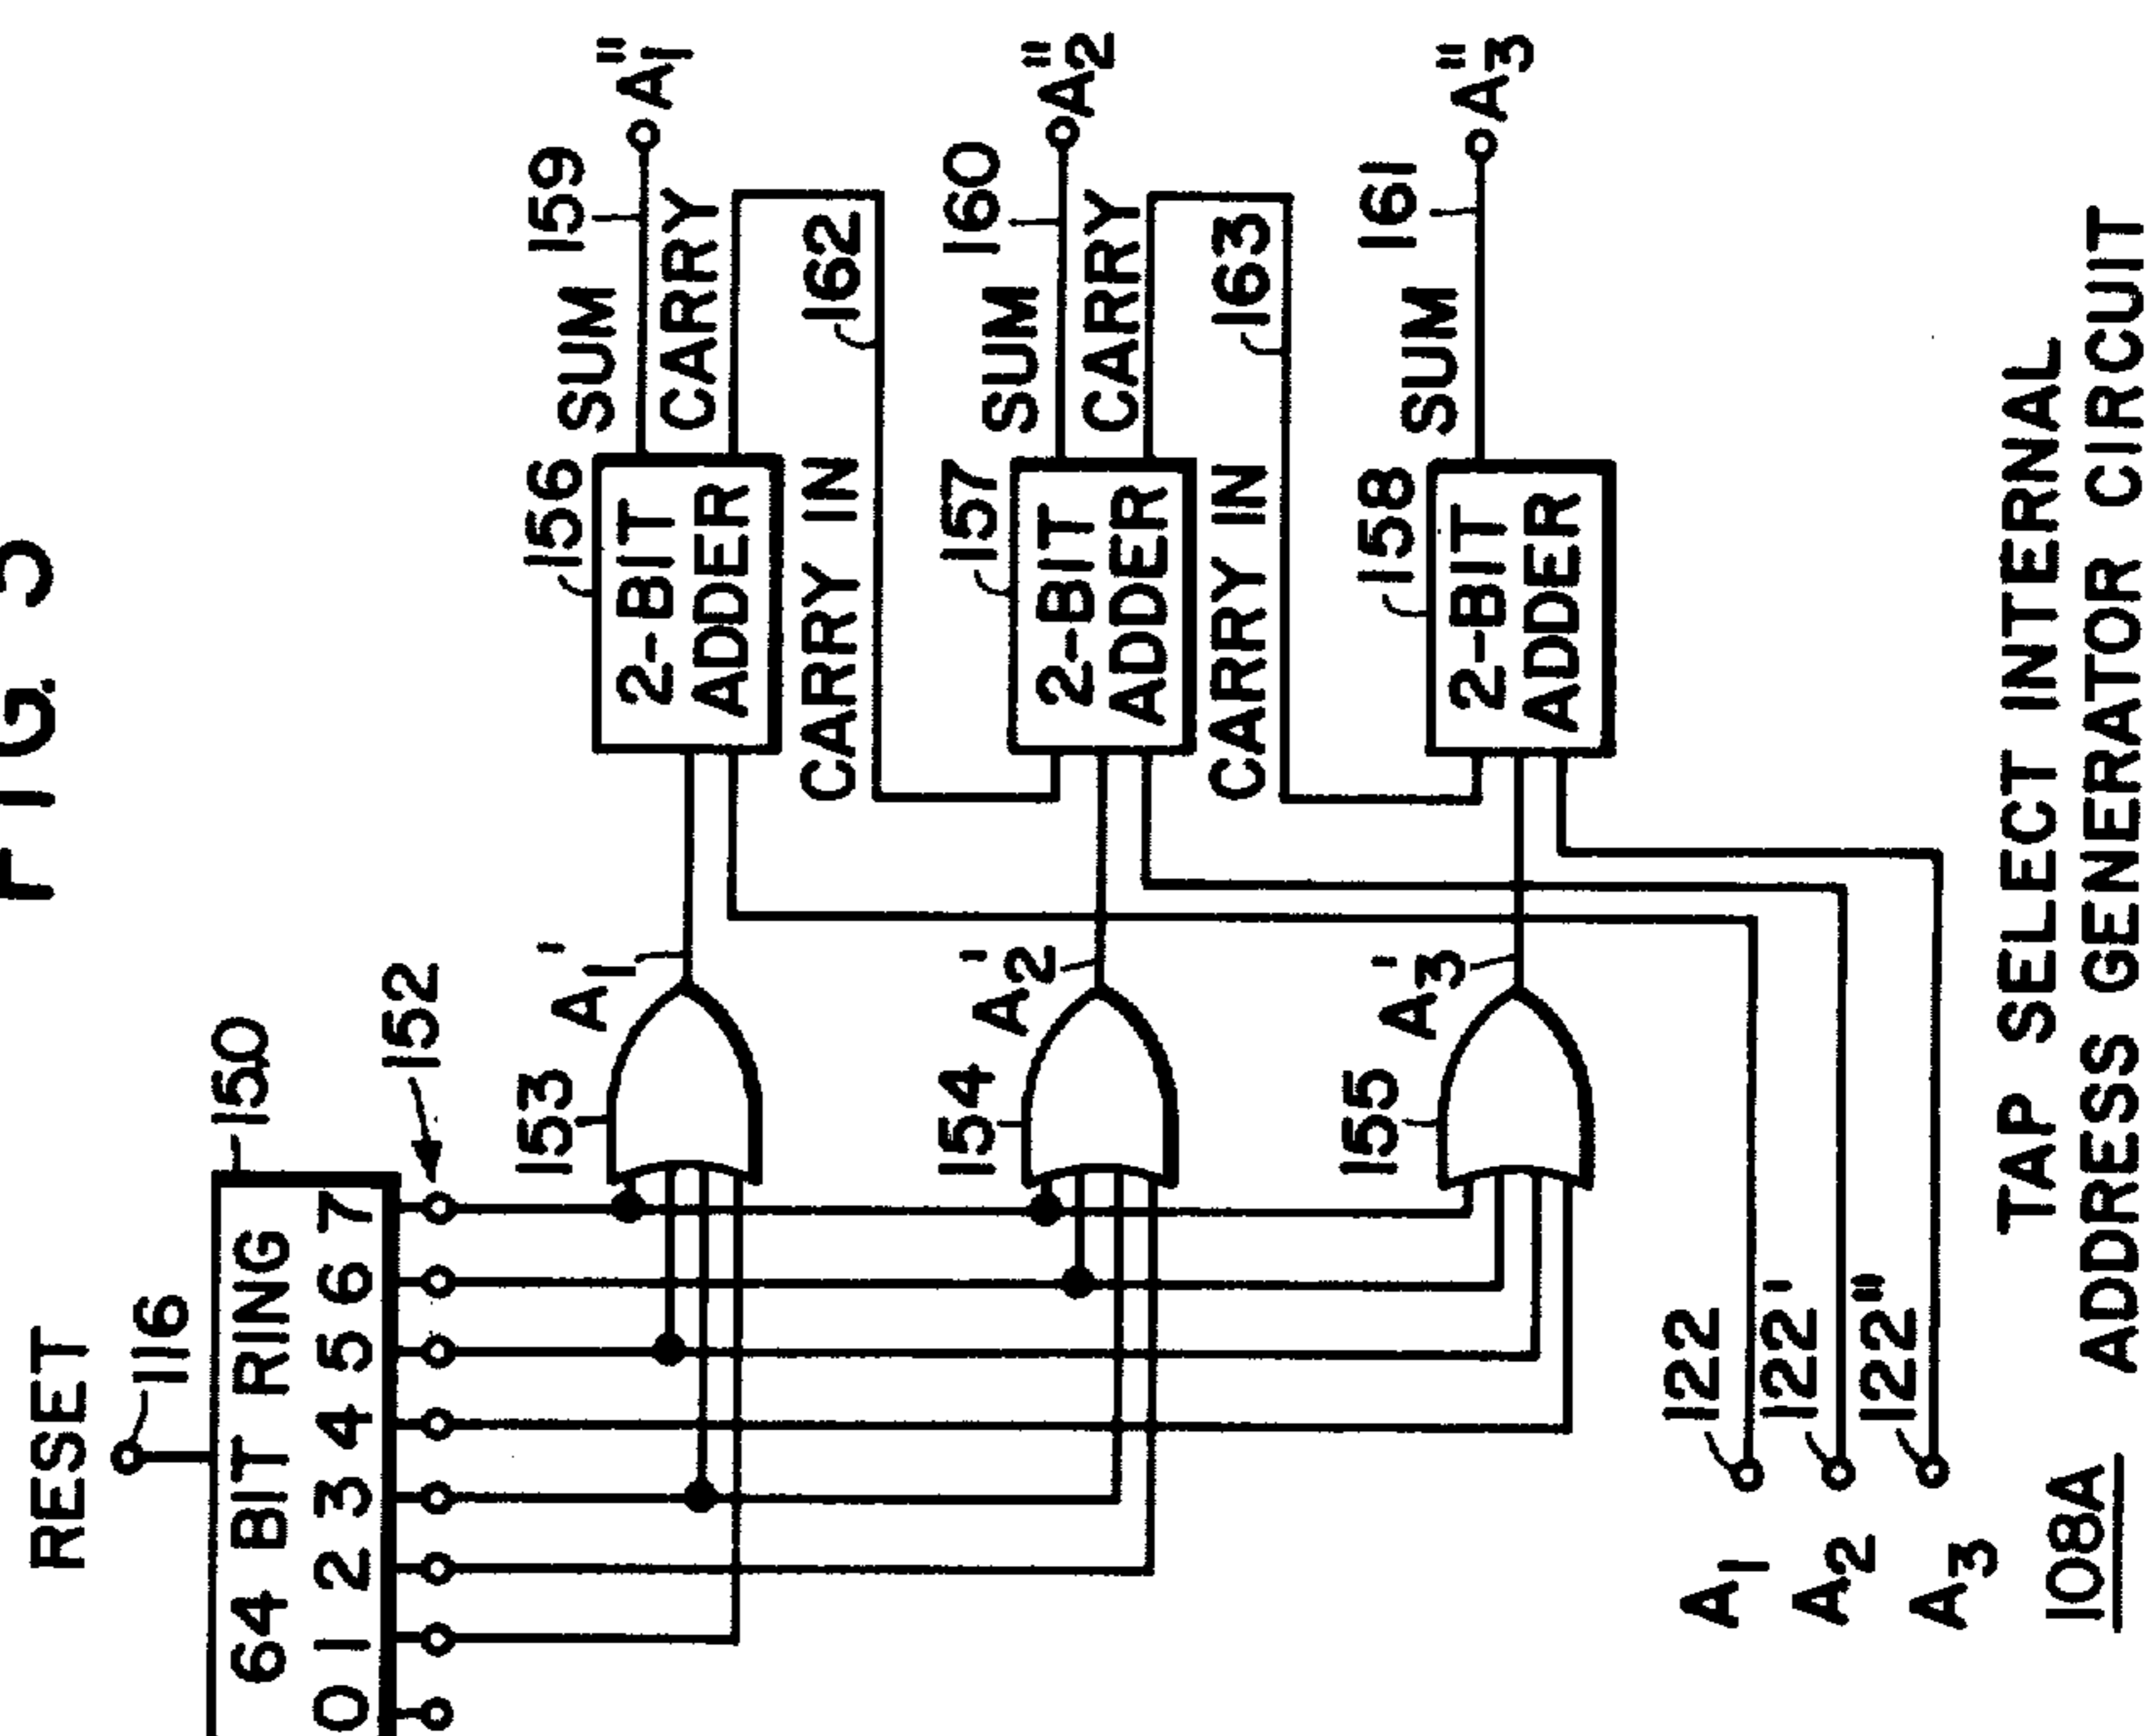 FIG. 5
RESET
116
64 BIT RING
150
0 1 2 3 4 5 6 7
152
153
A1'
156
2-BIT
ADDER
SUM
159
A1"
CARRY
162
CARRY IN
154
A2'
157
2-BIT
ADDER
SUM
160
A2"
CARRY
163
CARRY IN
155
A3'
158
2-BIT
ADDER
SUM
161
A3"
A1
122
A2
122'
A3
122"
108A
TAP SELECT INTERNAL
ADDRESS GENERATOR CIRCUIT